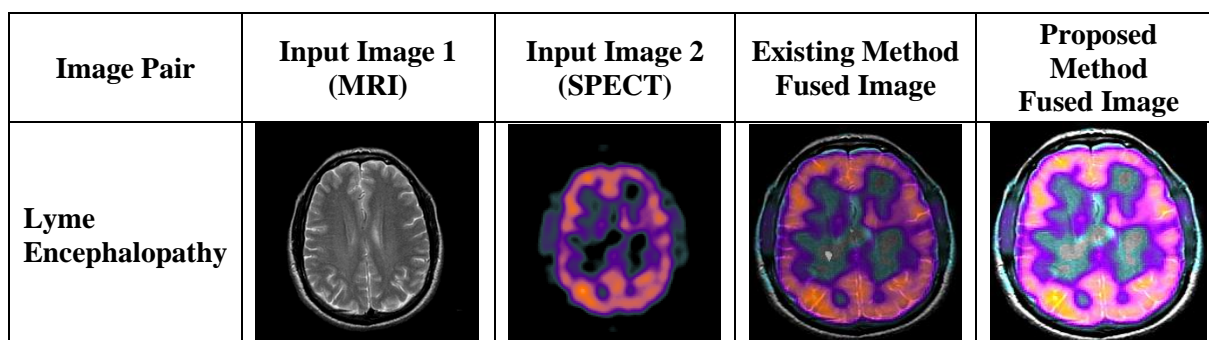 Image Pair
Input Image 1
(MRI)
Input Image 2
(SPECT)
Existing Method
Fused Image
Proposed
Method
Fused Image
Lyme
Encephalopathy